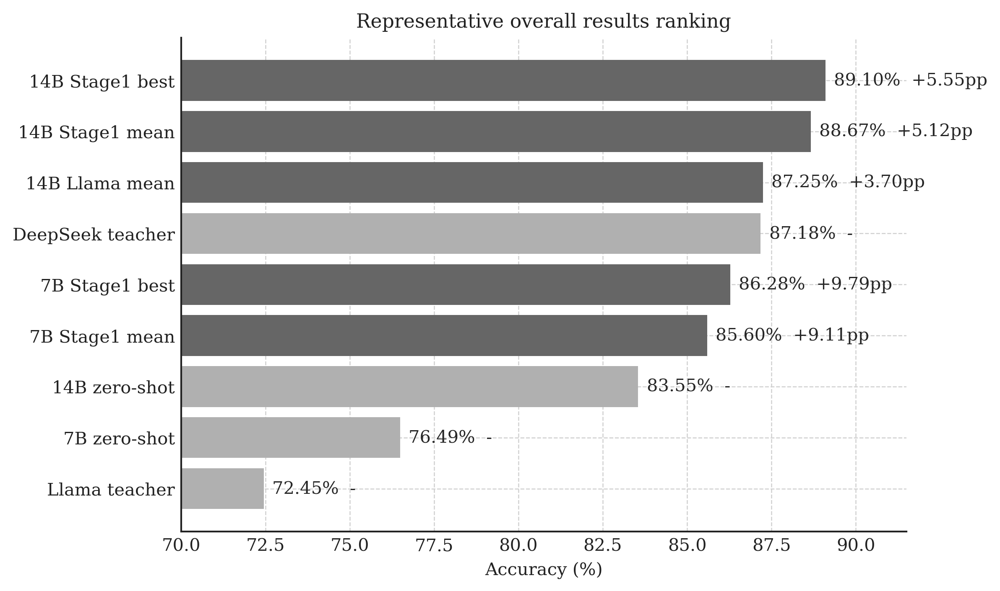 Representative overall results ranking
14B Stage1 best 89.10% +5.55pp
14B Stage1 mean 88.67% +5.12pp
14B Llama mean 87.25% +3.70pp
DeepSeek teacher 87.18% -
7B Stage1 best 86.28% +9.79pp
7B Stage1 mean 85.60% +9.11pp
14B zero-shot 83.55% -
7B zero-shot 76.49% -
Llama teacher 72.45% -
70.0 72.5 75.0 77.5 80.0 82.5 85.0 87.5 90.0
Accuracy (%)